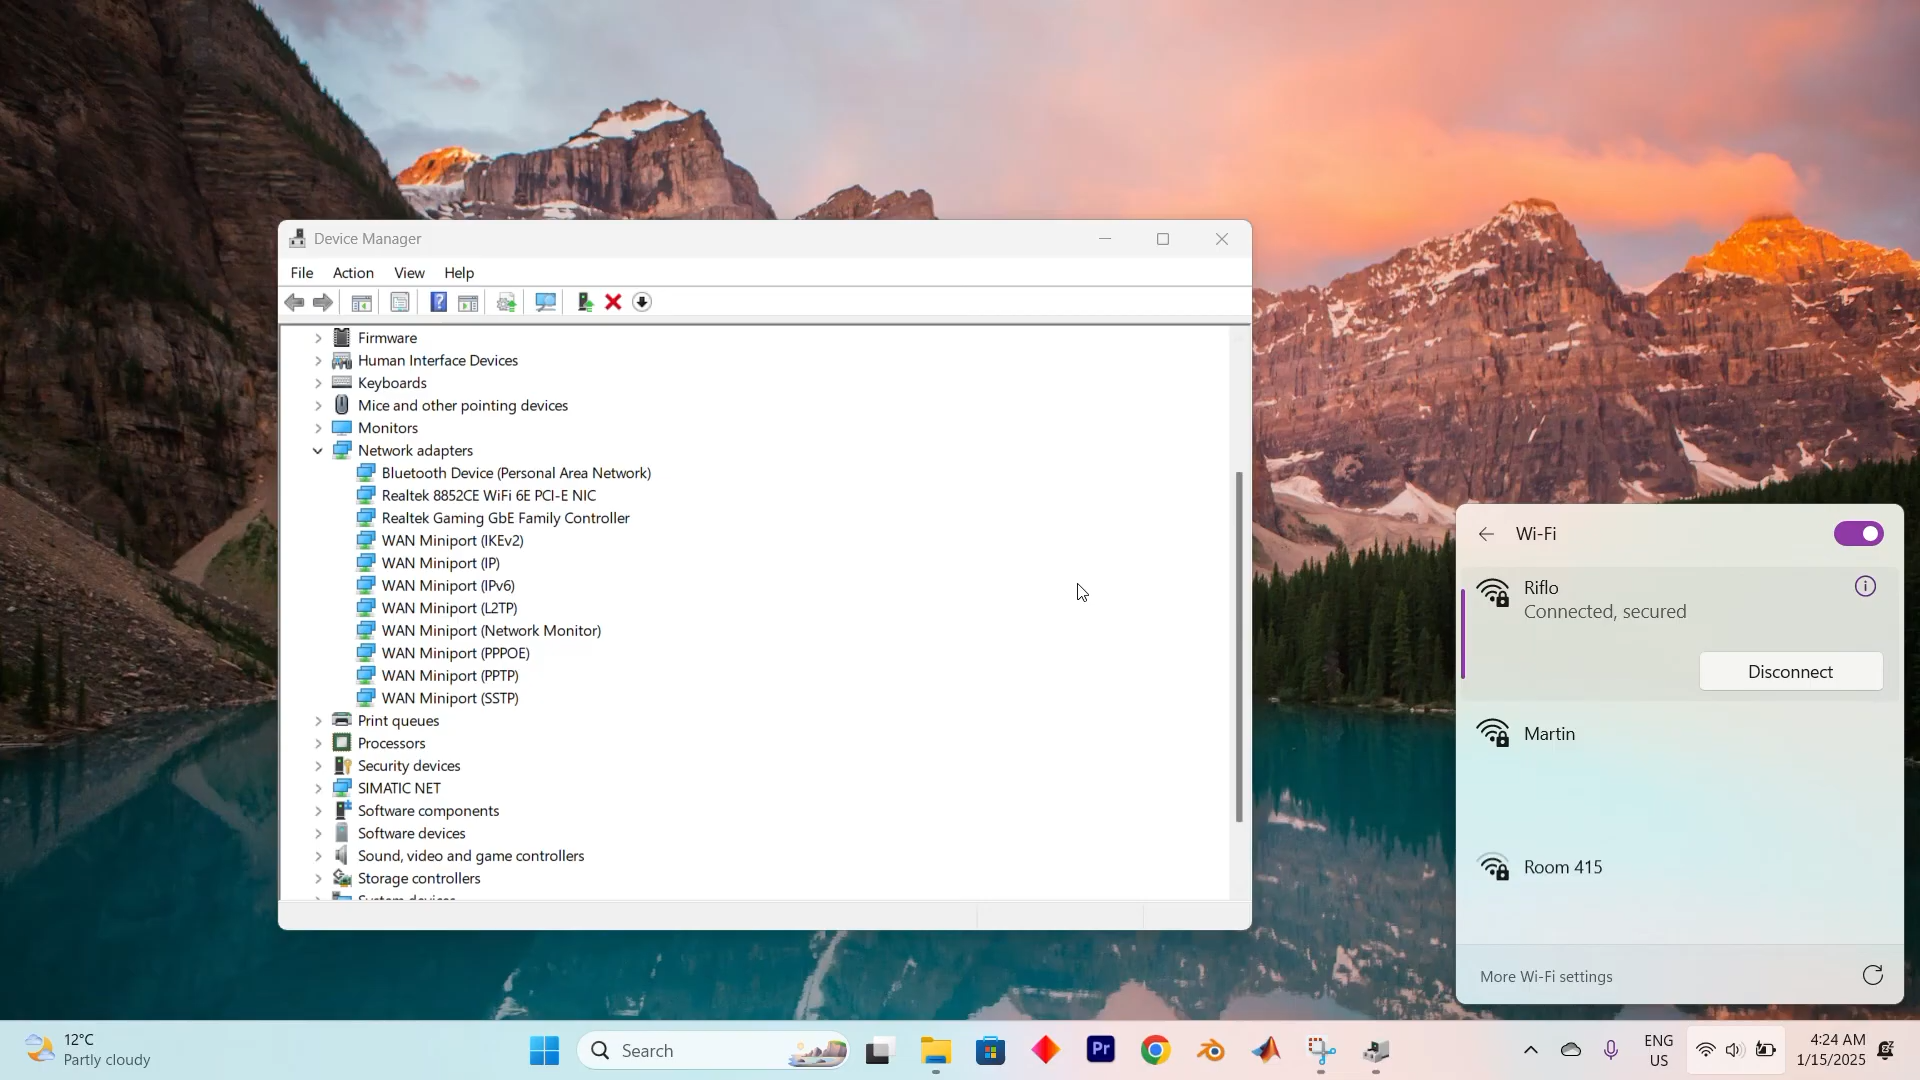 Device Manager
File Action View Help
Firmware
Human Interface Devices
Keyboards
Mice and other pointing devices
Monitors
Network adapters
Bluetooth Device (Personal Area Network)
Realtek 8852CE WiFi 6E PCI-E NIC
Realtek Gaming GbE Family Controller
WAN Miniport (IKEv2)
WAN Miniport (IP)
WAN Miniport (IPv6)
WAN Miniport (L2TP)
WAN Miniport (Network Monitor)
WAN Miniport (PPPOE)
WAN Miniport (PPTP)
WAN Miniport (SSTP)
Print queues
Processors
Security devices
SIMATIC NET
Software components
Software devices
Sound, video and game controllers
Storage controllers
System devices
Wi-Fi
Riflo
Connected, secured
Disconnect
Martin
Room 415
More Wi-Fi settings
12°C
Partly cloudy
Search
Pr
ENG
US
4:24 AM
1/15/2025